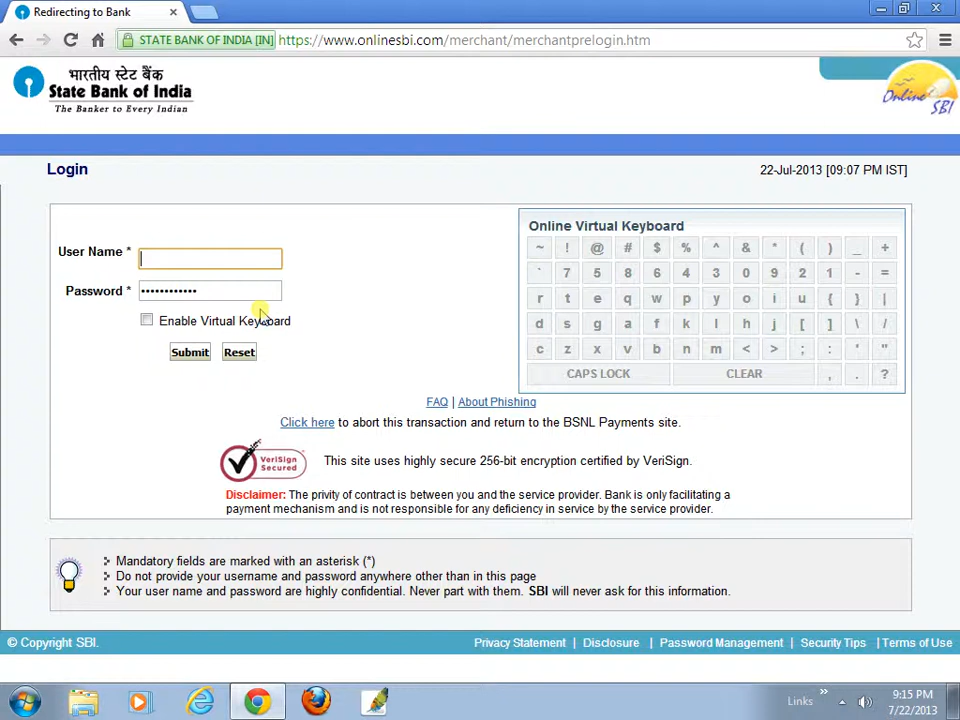 Redirecting to Bank
STATE BANK OF INDIA [IN] https://www.onlinesbi.com/merchant/merchantprelogin.htm
भारतीय स्टेट बैंक
State Bank of India
The Banker to Every Indian
Online SBI
Login
22-Jul-2013 [09:07 PM IST]
Online Virtual Keyboard
User Name *
Password * ••••••••••••
Enable Virtual Keyboard
Submit Reset
~ ! @ # $ % ^ & * ( ) _ +
` 7 5 8 6 4 3 0 9 2 1 - =
r t e q w p y o i u { } |
d s g a f k l h j [ ] \ /
c z x v b n m < > ; : ' "
CAPS LOCK CLEAR , . ?
FAQ | About Phishing
Click here to abort this transaction and return to the BSNL Payments site.
VeriSign Secured
This site uses highly secure 256-bit encryption certified by VeriSign.
Disclaimer: The privity of contract is between you and the service provider. Bank is only facilitating a
payment mechanism and is not responsible for any deficiency in service by the service provider.
Mandatory fields are marked with an asterisk (*)
Do not provide your username and password anywhere other than in this page
Your user name and password are highly confidential. Never part with them. SBI will never ask for this information.
© Copyright SBI.
Privacy Statement | Disclosure | Password Management | Security Tips | Terms of Use
Links »
9:15 PM
7/22/2013